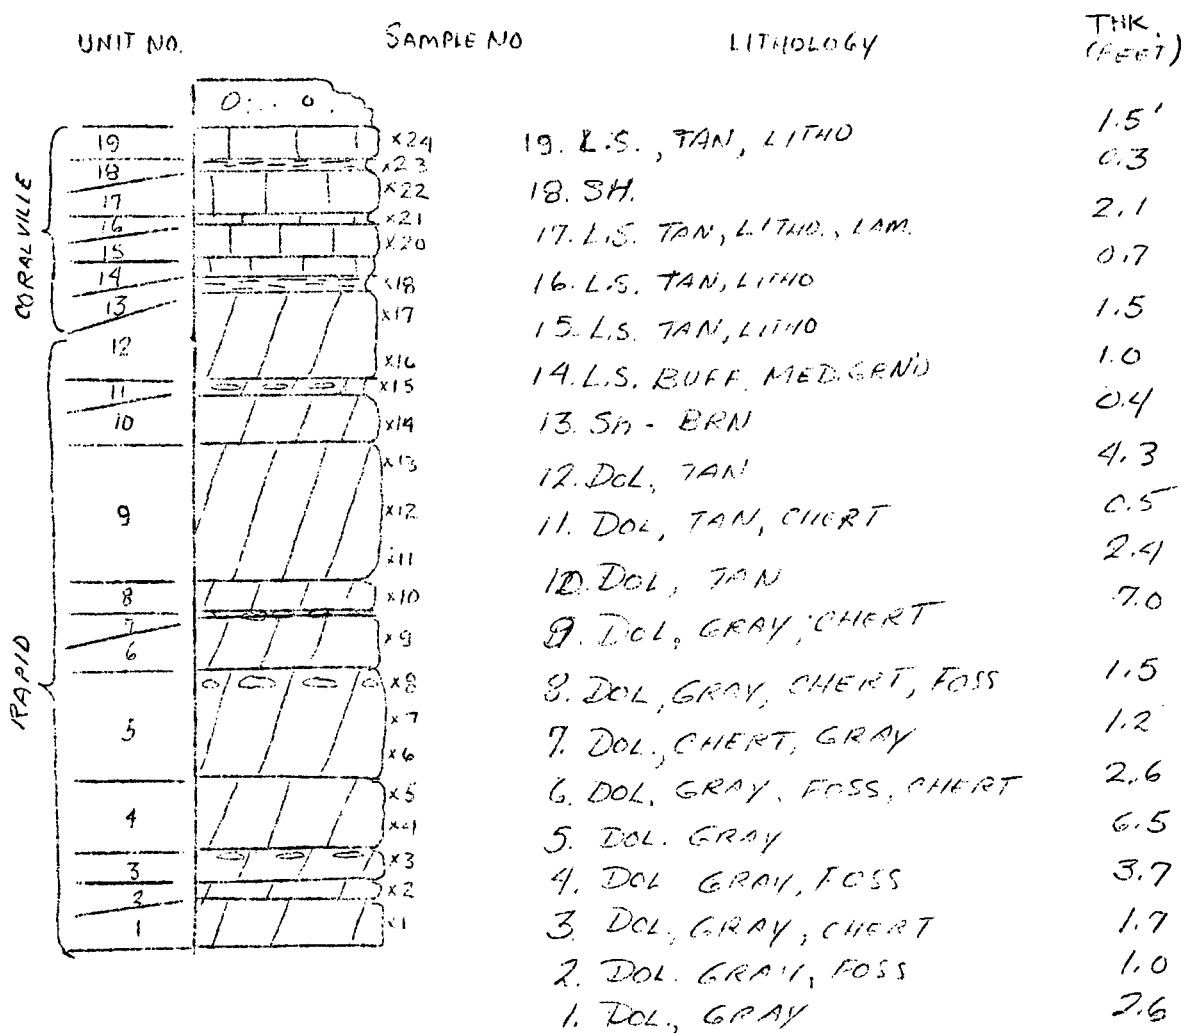 UNIT NO. SAMPLE NO LITHOLOGY THK. (FEET)
CORALVILLE
RAPID
19
18
17
16
15
14
13
12
11
10
9
8
7
6
5
4
3
2
1
x24
x23
x22
x21
x20
x18
x17
x16
x15
x14
x13
x12
x11
x10
x9
x8
x7
x6
x5
x4
x3
x2
x1
19. L.S., TAN, LITHO 1.5'
18. SH. 0.3
17. L.S. TAN, LITHO., LAM. 2.1
16. L.S. TAN, LITHO 0.7
15. L.S. TAN, LITHO 1.5
14. L.S. BUFF, MED. GRN'D 1.0
13. Sh - BRN 0.4
12. DOL, TAN 4.3
11. DOL, TAN, CHERT 0.5
10. DOL, TAN 2.4
9. DOL, GRAY, CHERT 7.0
8. DOL, GRAY, CHERT, FOSS 1.5
7. DOL., CHERT, GRAY 1.2
6. DOL, GRAY, FOSS, CHERT 2.6
5. DOL. GRAY 6.5
4. DOL GRAY, FOSS 3.7
3. DOL, GRAY, CHERT 1.7
2. DOL. GRAY, FOSS 1.0
1. DOL., GRAY 2.6